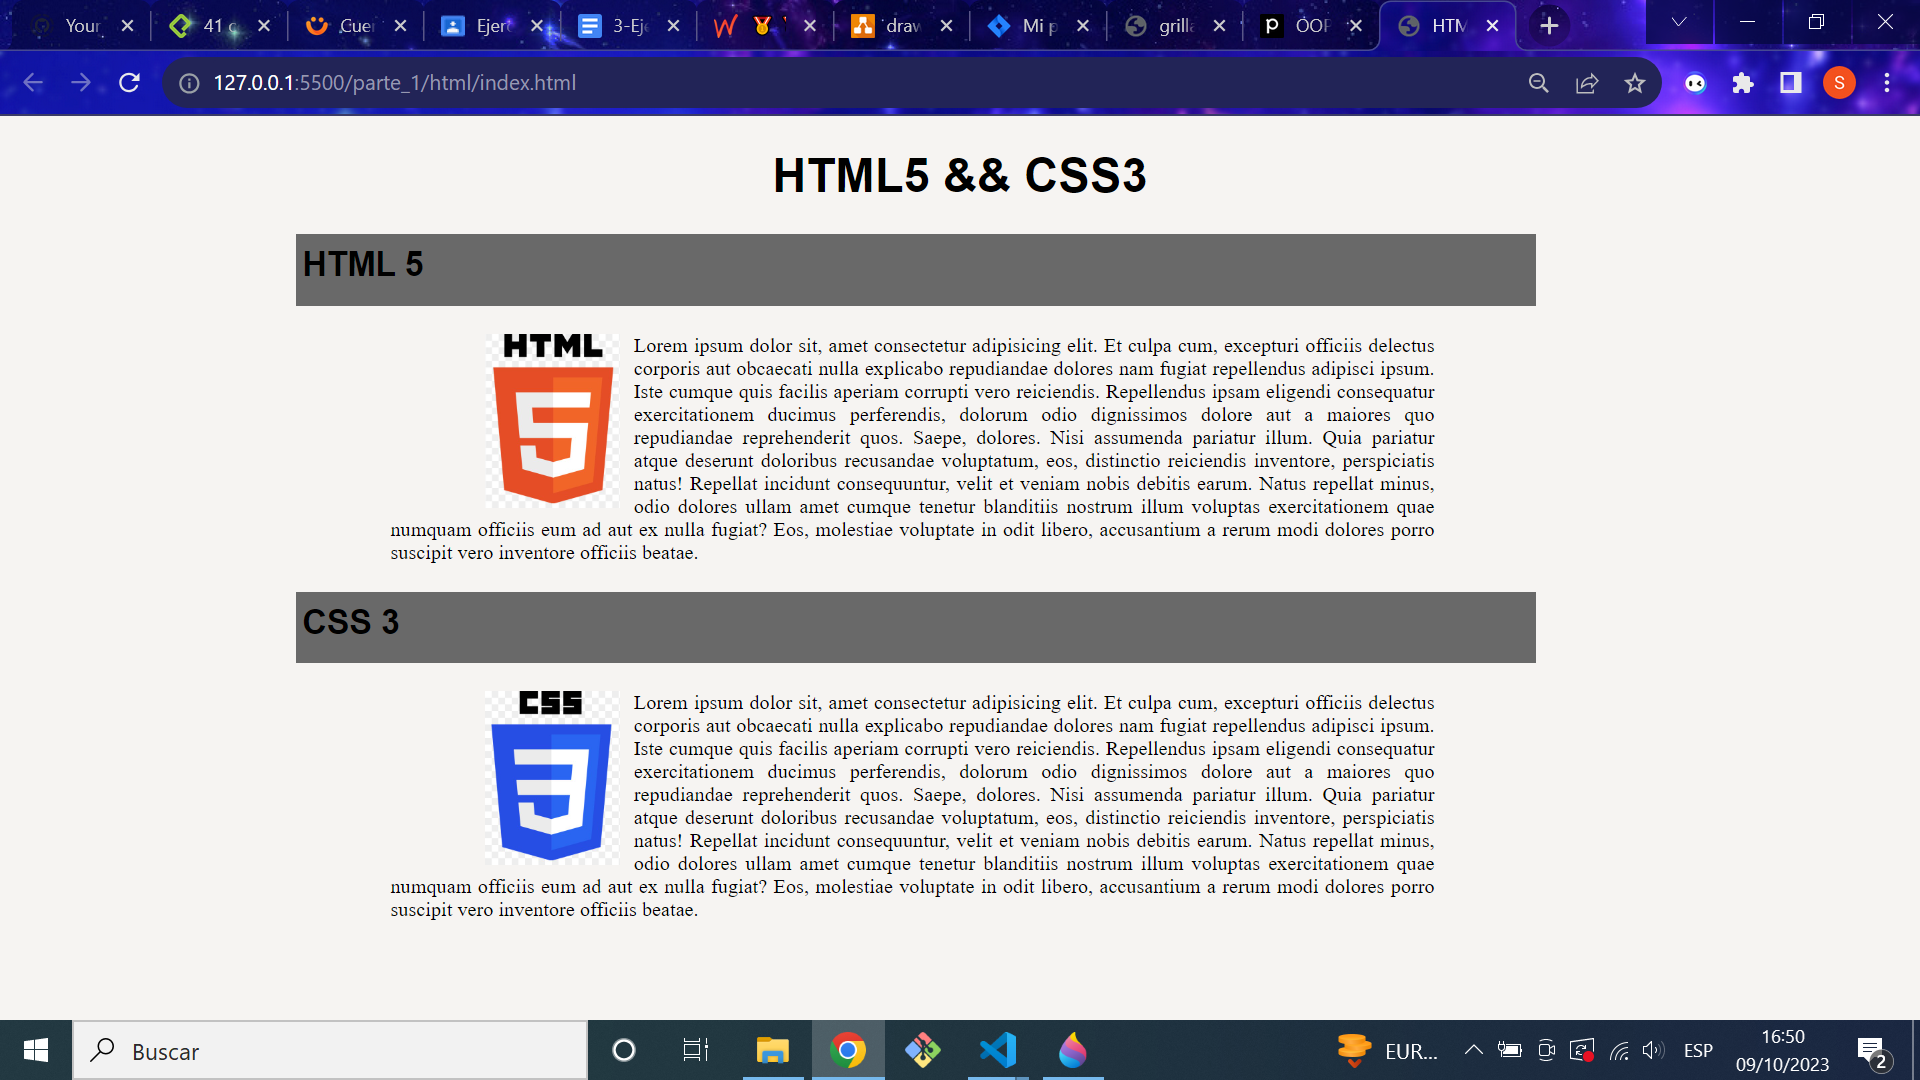 Your
41 c
Cuer
Ejer
3-Eje
draw
Mi p
grilla
OOP
HTM
127.0.0.1:5500/parte_1/html/index.html
S
HTML5 && CSS3
HTML 5
HTML
Lorem ipsum dolor sit, amet consectetur adipisicing elit. Et culpa cum, excepturi officiis delectus
corporis aut obcaecati nulla explicabo repudiandae dolores nam fugiat repellendus adipisci ipsum.
Iste cumque quis facilis aperiam corrupti vero reiciendis. Repellendus ipsam eligendi consequatur
exercitationem ducimus perferendis, dolorum odio dignissimos dolore aut a maiores quo
repudiandae reprehenderit quos. Saepe, dolores. Nisi assumenda pariatur illum. Quia pariatur
atque deserunt doloribus recusandae voluptatum, eos, distinctio reiciendis inventore, perspiciatis
natus! Repellat incidunt consequuntur, velit et veniam nobis debitis earum. Natus repellat minus,
odio dolores ullam amet cumque tenetur blanditiis nostrum illum voluptas exercitationem quae
numquam officiis eum ad aut ex nulla fugiat? Eos, molestiae voluptate in odit libero, accusantium a rerum modi dolores porro
suscipit vero inventore officiis beatae.
CSS 3
CSS
Lorem ipsum dolor sit, amet consectetur adipisicing elit. Et culpa cum, excepturi officiis delectus
corporis aut obcaecati nulla explicabo repudiandae dolores nam fugiat repellendus adipisci ipsum.
Iste cumque quis facilis aperiam corrupti vero reiciendis. Repellendus ipsam eligendi consequatur
exercitationem ducimus perferendis, dolorum odio dignissimos dolore aut a maiores quo
repudiandae reprehenderit quos. Saepe, dolores. Nisi assumenda pariatur illum. Quia pariatur
atque deserunt doloribus recusandae voluptatum, eos, distinctio reiciendis inventore, perspiciatis
natus! Repellat incidunt consequuntur, velit et veniam nobis debitis earum. Natus repellat minus,
odio dolores ullam amet cumque tenetur blanditiis nostrum illum voluptas exercitationem quae
numquam officiis eum ad aut ex nulla fugiat? Eos, molestiae voluptate in odit libero, accusantium a rerum modi dolores porro
suscipit vero inventore officiis beatae.
Buscar
EUR...
ESP
16:50
09/10/2023
2